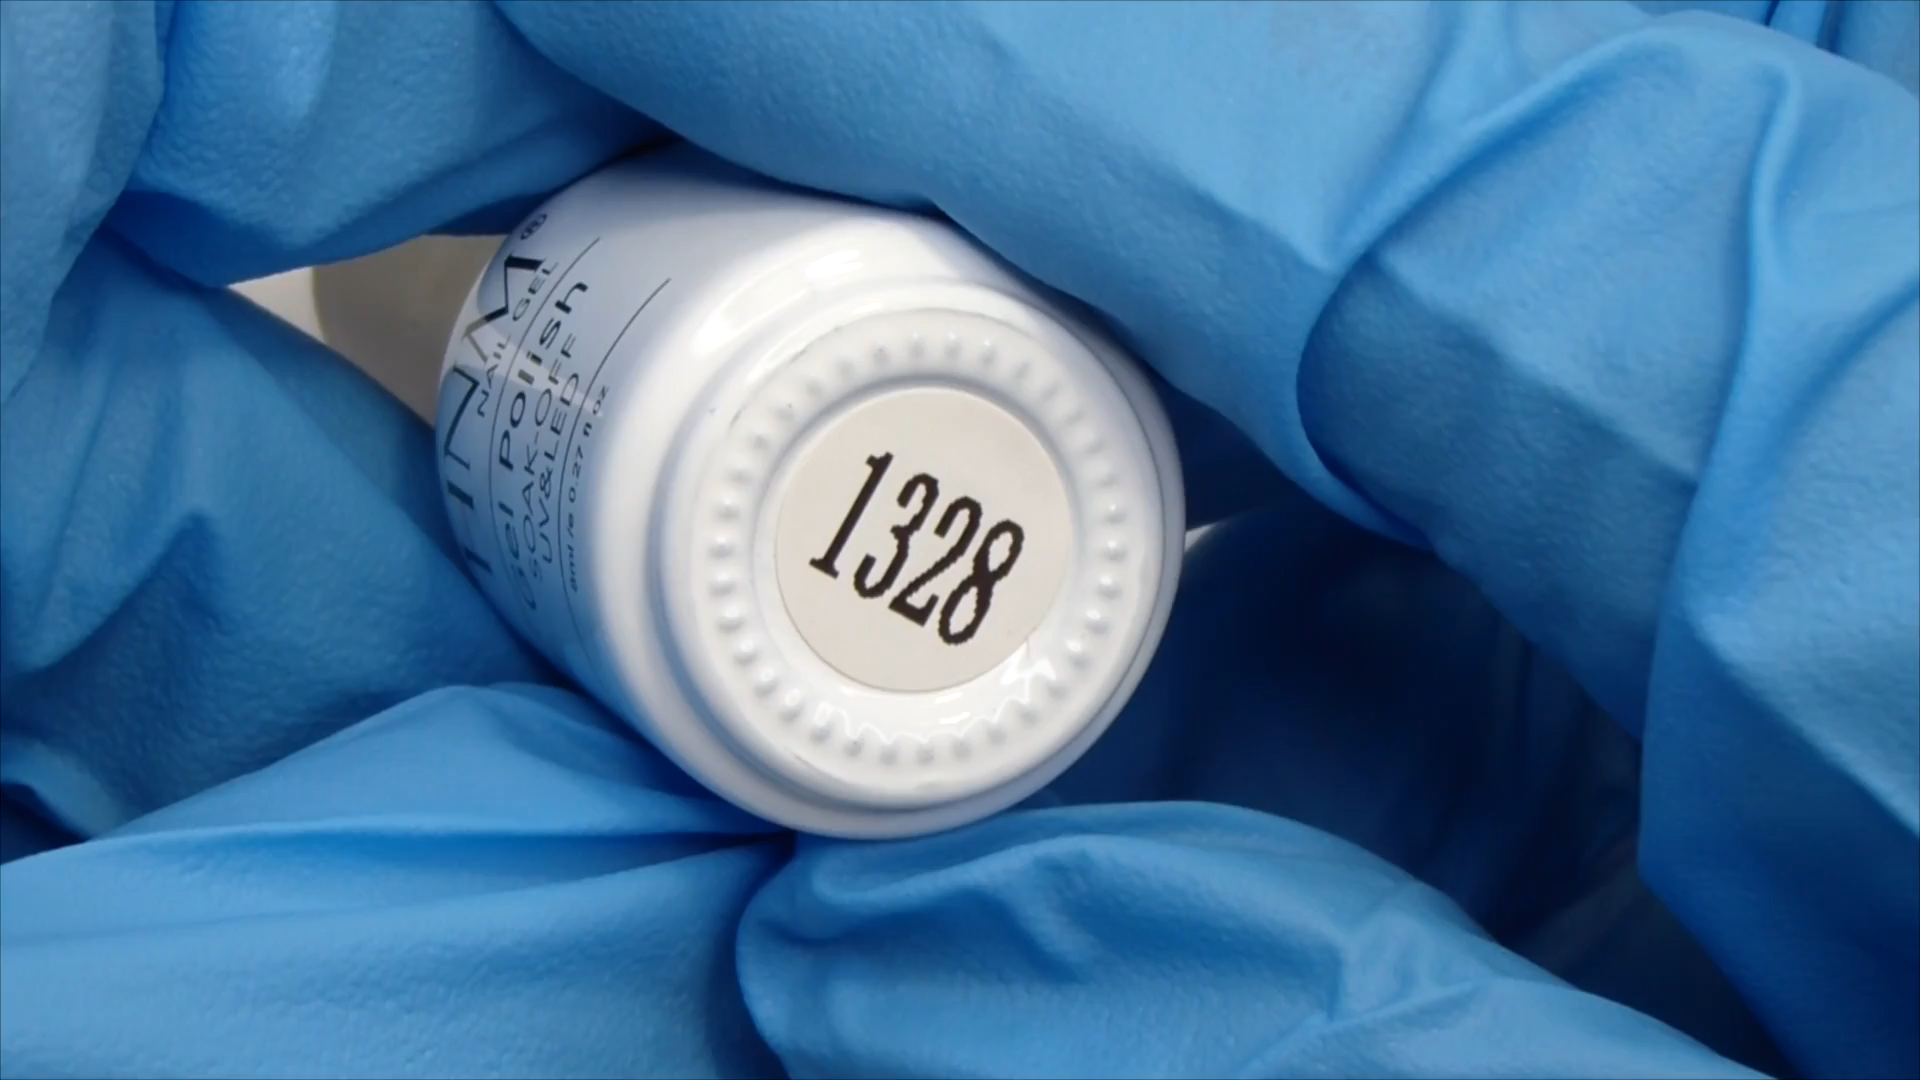 NAIL GEL
Gel Polish
SOAK-OFF
UV&LED
1328